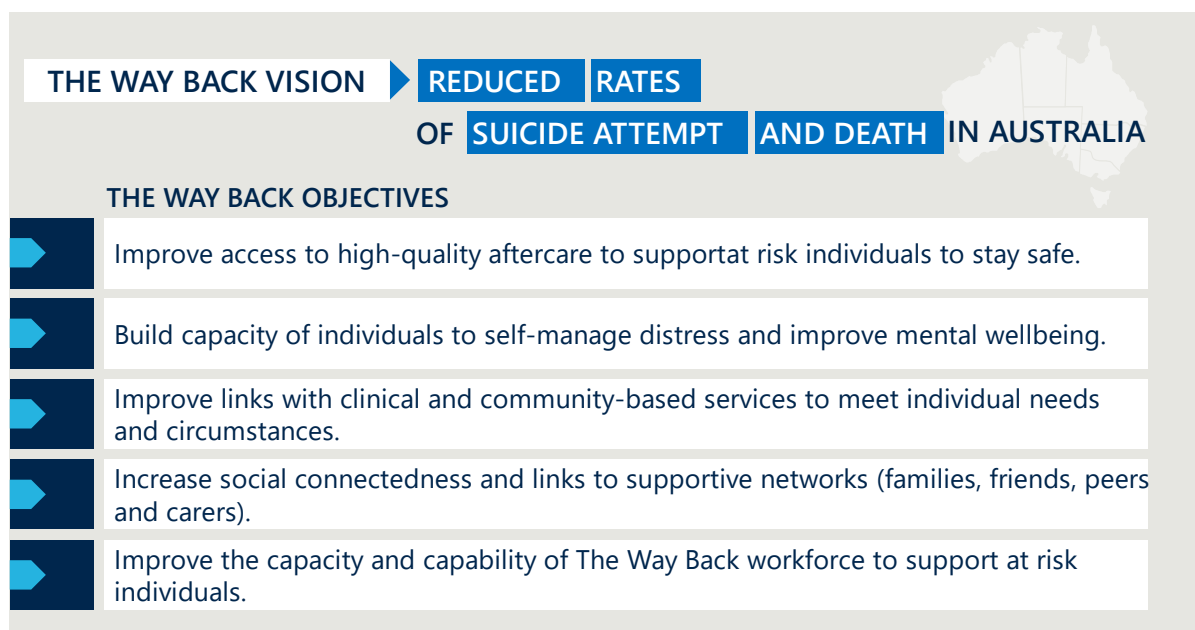 THE WAY BACK VISION REDUCED RATES
OF SUICIDE ATTEMPT AND DEATH IN AUSTRALIA
THE WAY BACK OBJECTIVES
Improve access to high-quality aftercare to supportat risk individuals to stay safe.
Build capacity of individuals to self-manage distress and improve mental wellbeing.
Improve links with clinical and community-based services to meet individual needs
and circumstances.
Increase social connectedness and links to supportive networks (families, friends, peers
and carers).
Improve the capacity and capability of The Way Back workforce to support at risk
individuals.